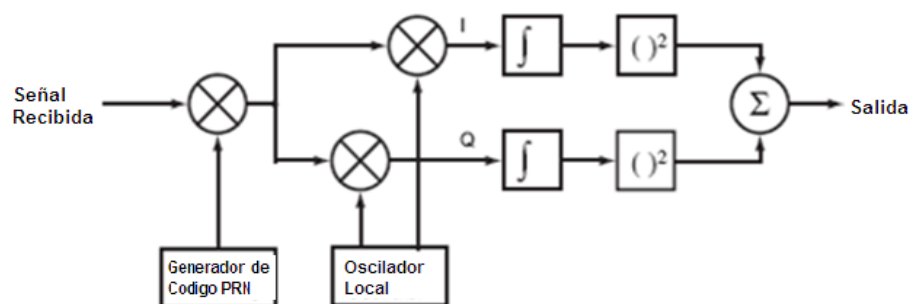 I
∫
( )²
Señal
Recibida
Σ
Salida
Q
∫
( )²
Generador de
Codigo PRN
Oscilador
Local